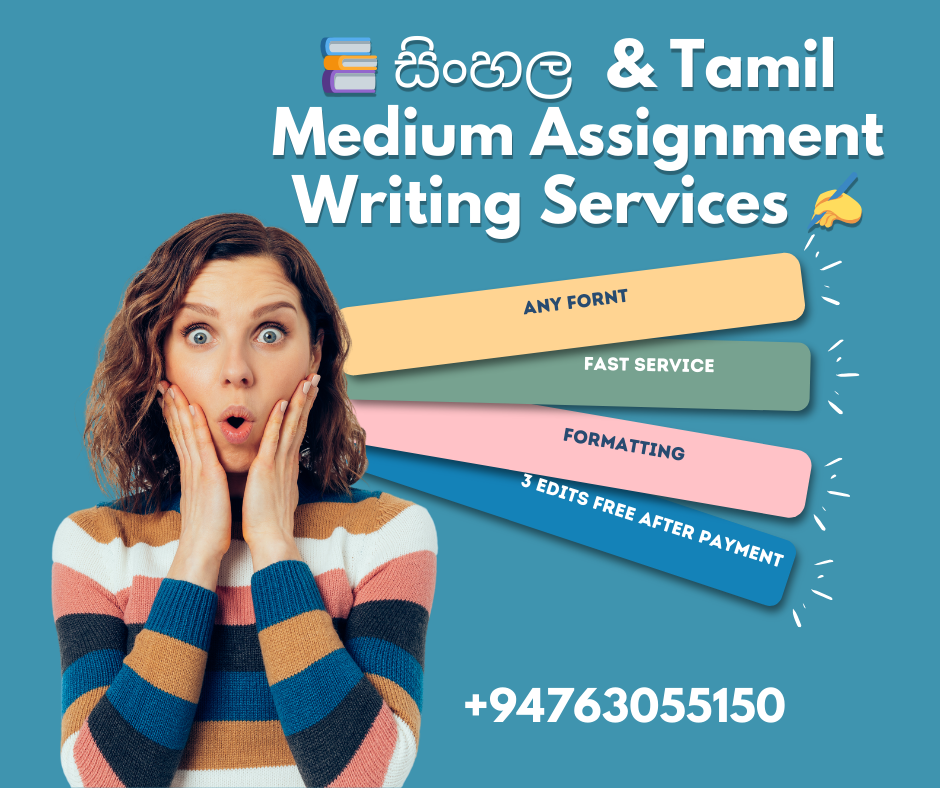 සිංහල & Tamil
Medium Assignment
Writing Services
ANY FORNT
FAST SERVICE
FORMATTING
3 EDITS FREE AFTER PAYMENT
+94763055150